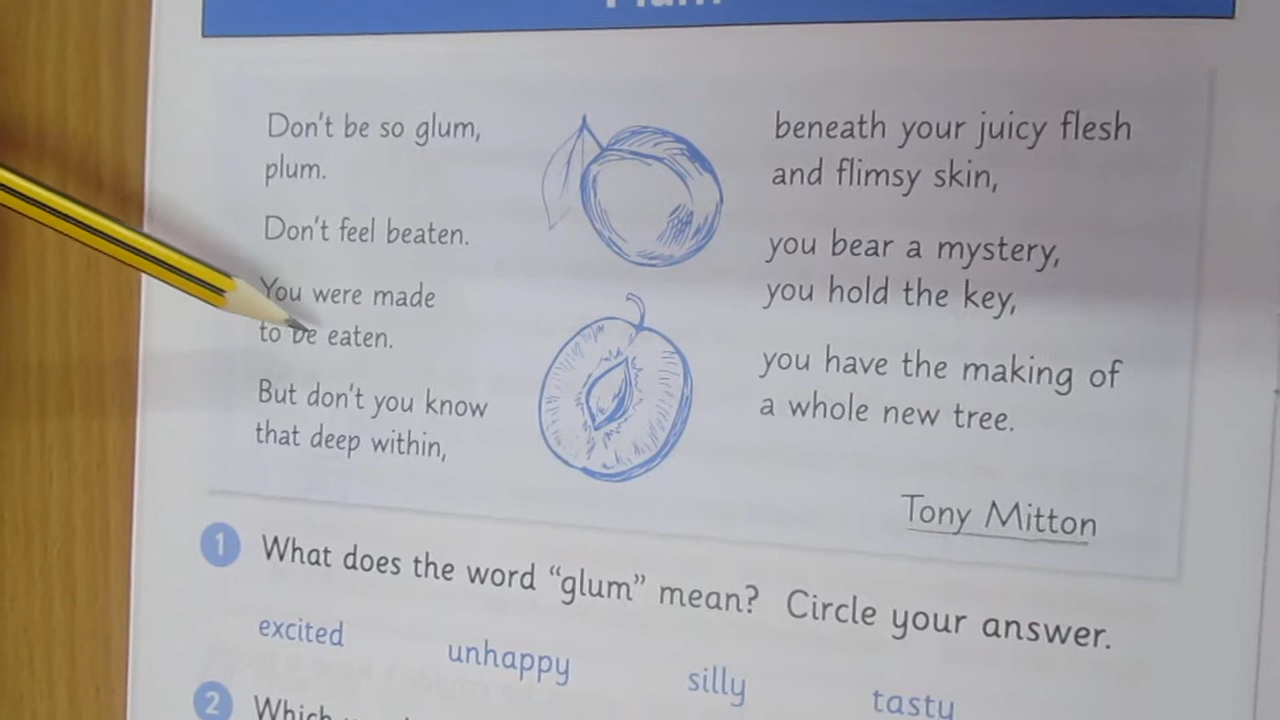 Plum
Don't be so glum,
plum.
Don't feel beaten.
You were made
to be eaten.
But don't you know
that deep within,
beneath your juicy flesh
and flimsy skin,
you bear a mystery,
you hold the key,
you have the making of
a whole new tree.
Tony Mitton
1 What does the word “glum” mean? Circle your answer.
excited unhappy silly tasty
2 Which